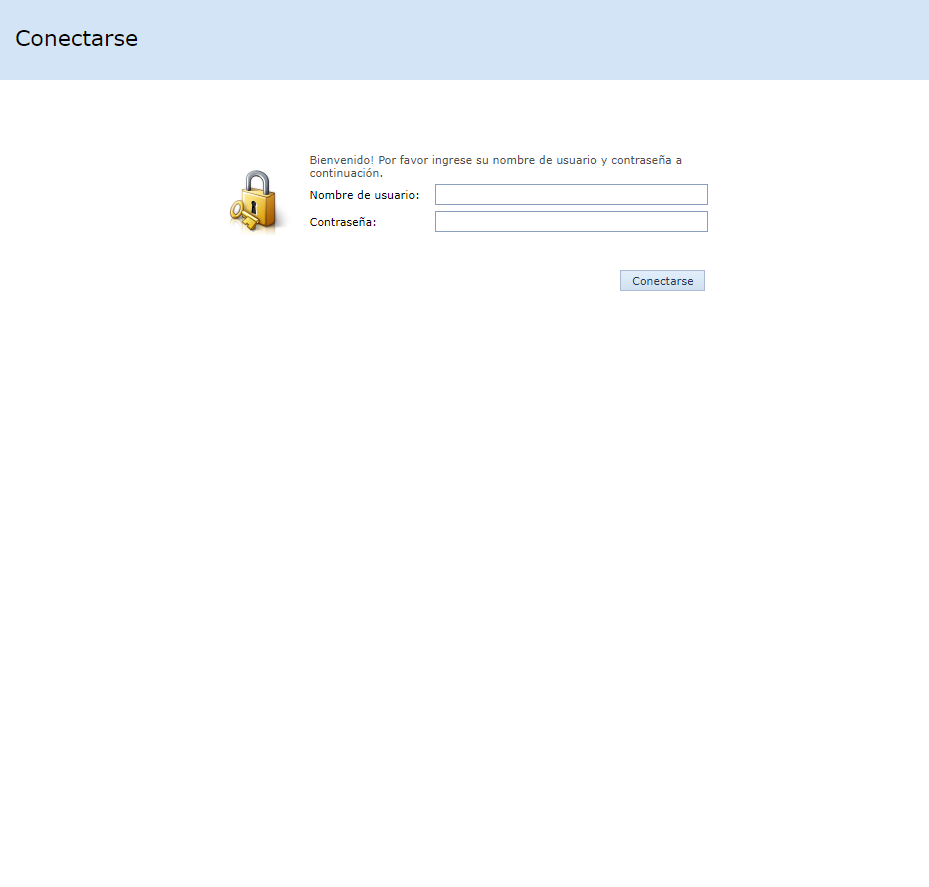 Conectarse
Bienvenido! Por favor ingrese su nombre de usuario y contraseña a
continuación.
Nombre de usuario:
Contraseña:
Conectarse